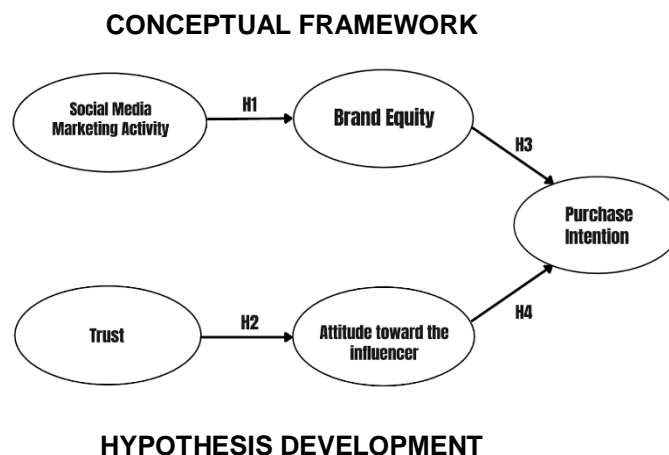 CONCEPTUAL FRAMEWORK
Social Media
Marketing Activity
H1
Brand Equity
H3
Purchase
Intention
Trust
H2
Attitude toward the
influencer
H4
HYPOTHESIS DEVELOPMENT